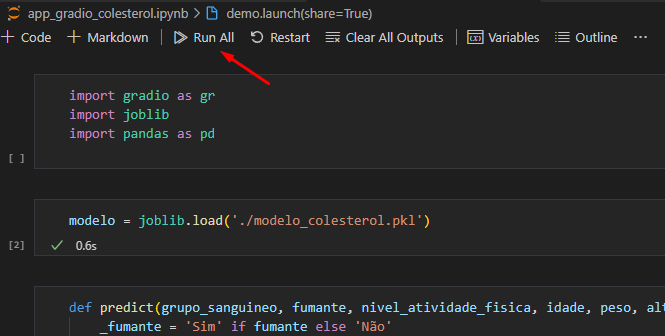 app_gradio_colesterol.ipynb > demo.launch(share=True)
+ Code + Markdown | Run All Restart Clear All Outputs | Variables Outline ...
import gradio as gr
import joblib
import pandas as pd
[ ]
modelo = joblib.load('./modelo_colesterol.pkl')
[2] ✓ 0.6s
def predict(grupo_sanguineo, fumante, nivel_atividade_fisica, idade, peso, alt
_fumante = 'Sim' if fumante else 'Não'